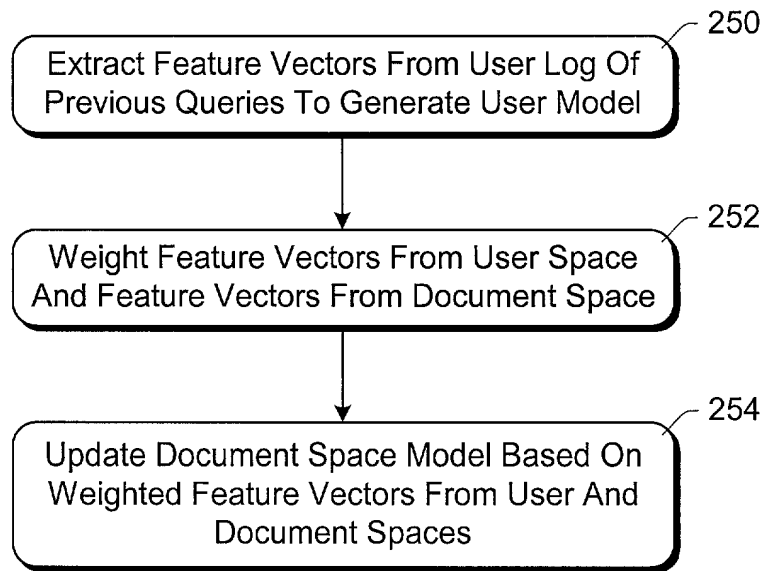 250
Extract Feature Vectors From User Log Of
Previous Queries To Generate User Model
252
Weight Feature Vectors From User Space
And Feature Vectors From Document Space
254
Update Document Space Model Based On
Weighted Feature Vectors From User And
Document Spaces